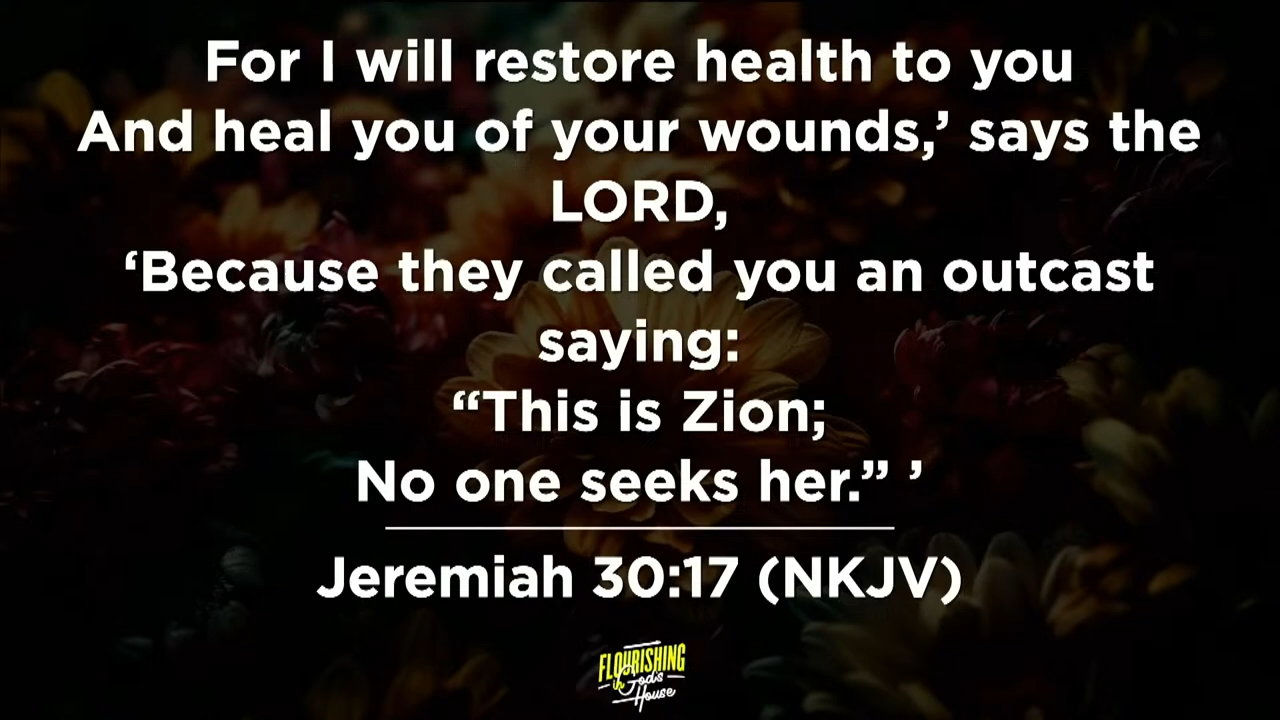 For I will restore health to you
And heal you of your wounds,’ says the
LORD,
‘Because they called you an outcast
saying:
“This is Zion;
No one seeks her.” ’
Jeremiah 30:17 (NKJV)
FLOURISHING
in God's
House